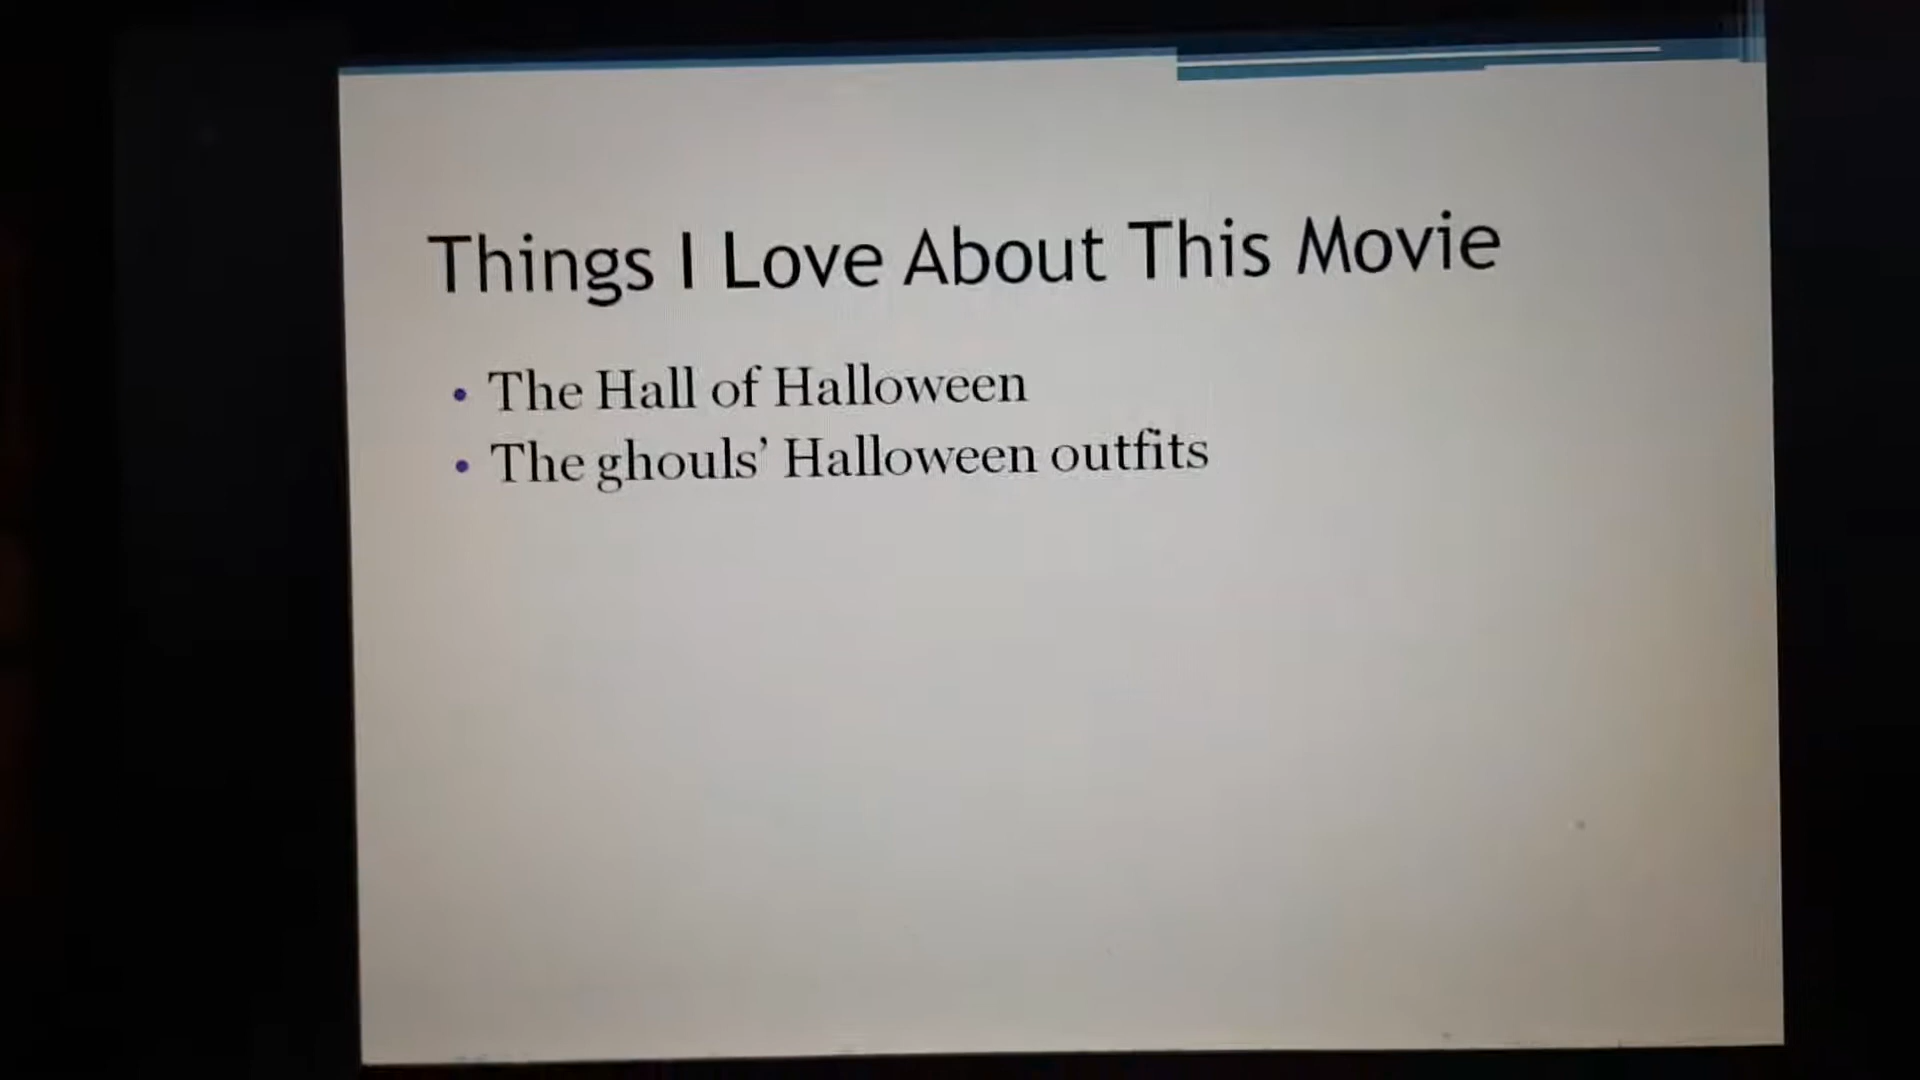 Things I Love About This Movie
• The Hall of Halloween
• The ghouls’ Halloween outfits